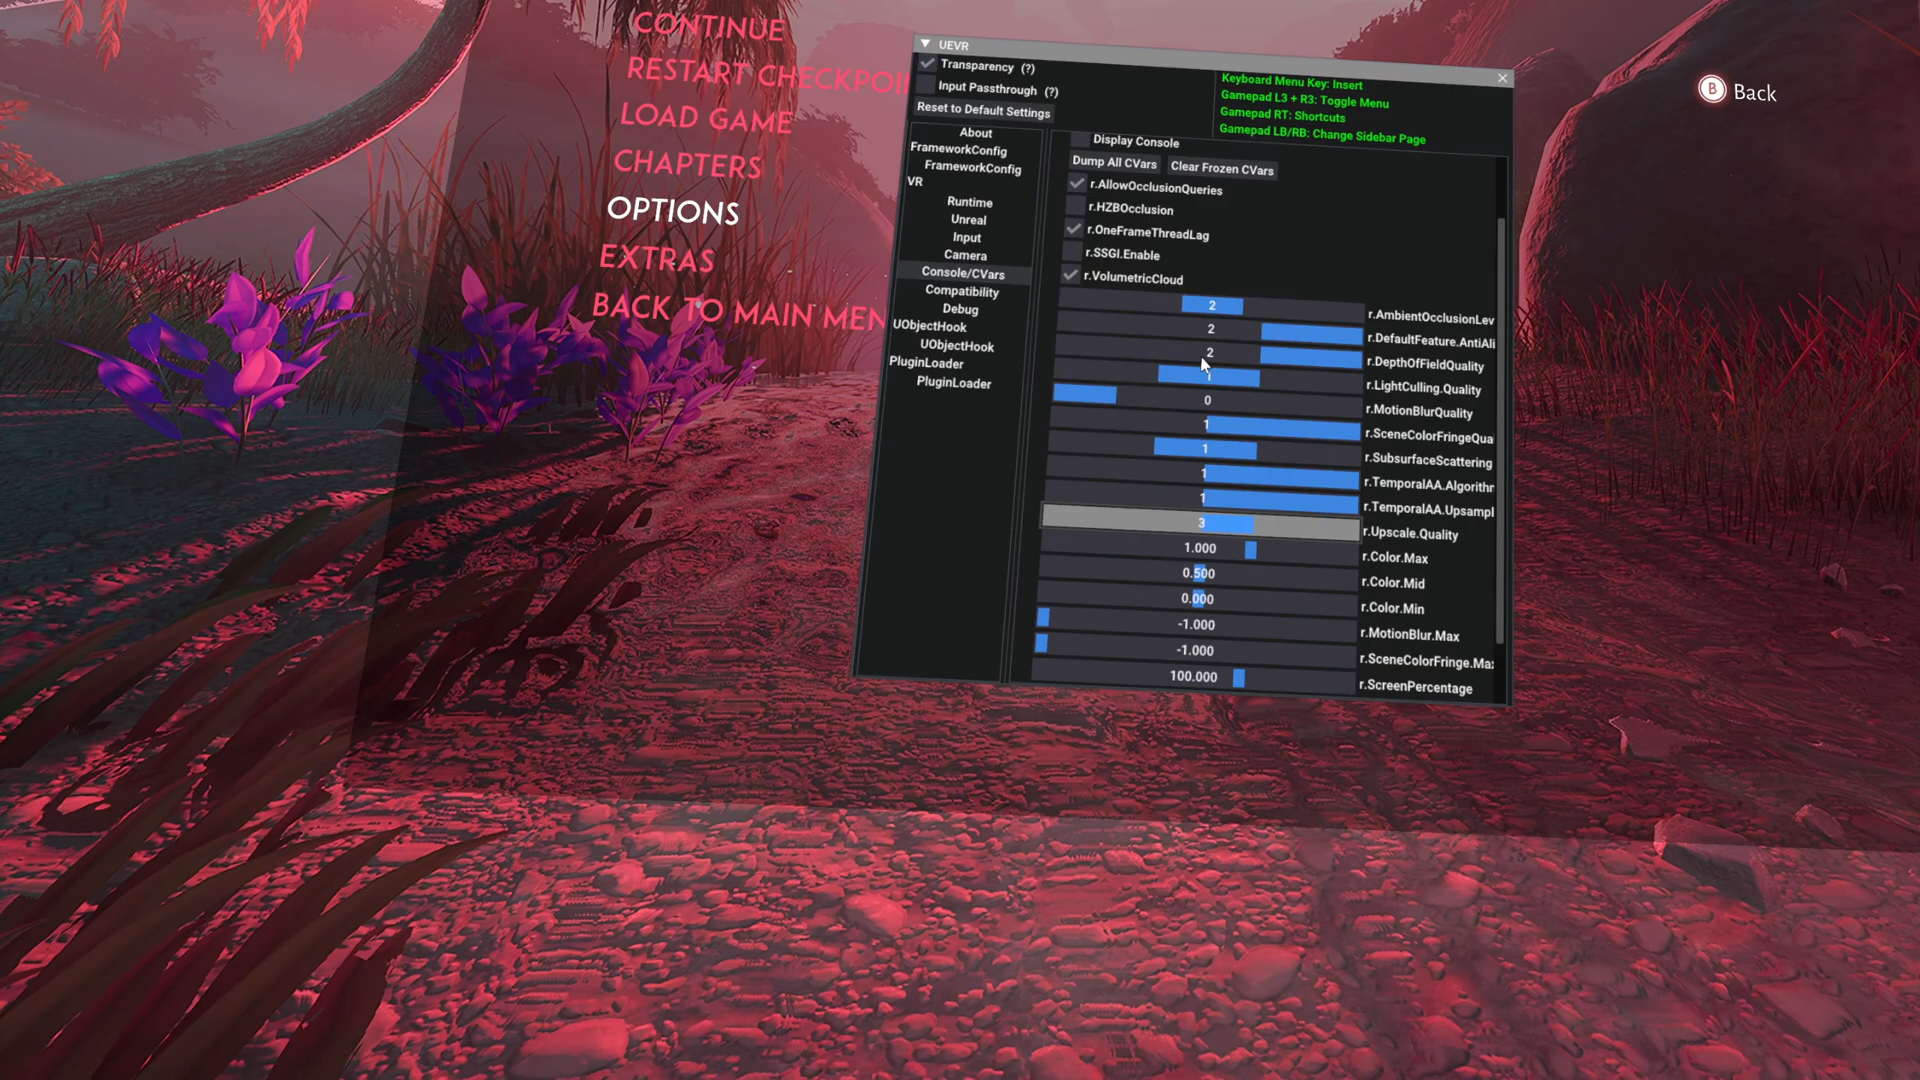 CONTINUE
RESTART CHECKPOI
LOAD GAME
CHAPTERS
OPTIONS
EXTRAS
BACK TO MAIN MEN
UEVR
Transparency (?)
Input Passthrough (?)
Reset to Default Settings
Keyboard Menu Key: Insert
Gamepad L3 + R3: Toggle Menu
Gamepad RT: Shortcuts
Gamepad LB/RB: Change Sidebar Page
About
FrameworkConfig
FrameworkConfig
VR
Runtime
Unreal
Input
Camera
Console/CVars
Compatibility
Debug
UObjectHook
UObjectHook
PluginLoader
PluginLoader
Display Console
Dump All CVars Clear Frozen CVars
r.AllowOcclusionQueries
r.HZBOcclusion
r.OneFrameThreadLag
r.SSGI.Enable
r.VolumetricCloud
2 r.AmbientOcclusionLev
2 r.DefaultFeature.AntiAli
2 r.DepthOfFieldQuality
1 r.LightCulling.Quality
0 r.MotionBlurQuality
1 r.SceneColorFringeQua
1 r.SubsurfaceScattering
1 r.TemporalAA.Algorithm
1 r.TemporalAA.Upsampl
3 r.Upscale.Quality
1.000 r.Color.Max
0.500 r.Color.Mid
0.000 r.Color.Min
-1.000 r.MotionBlur.Max
-1.000 r.SceneColorFringe.Max
100.000 r.ScreenPercentage
B Back